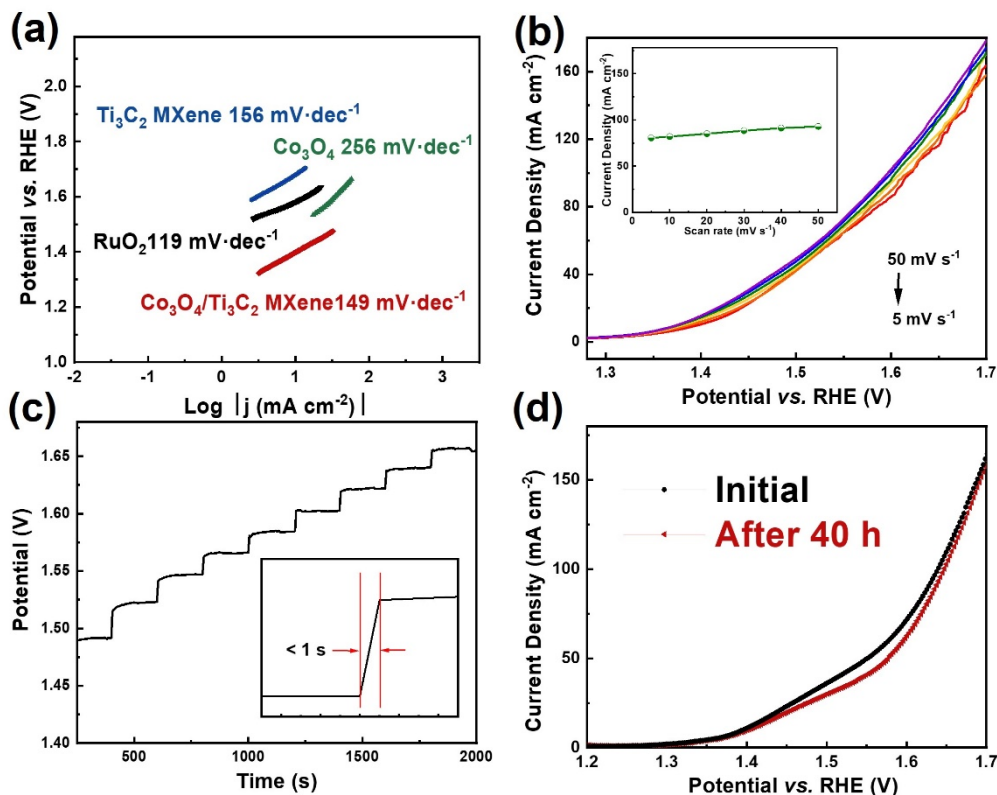 (a)
Potential vs. RHE (V)
2.0
1.8
1.6
1.4
1.2
1.0
Ti₃C₂ MXene 156 mV·dec⁻¹
Co₃O₄ 256 mV·dec⁻¹
RuO₂119 mV·dec⁻¹
Co₃O₄/Ti₃C₂ MXene149 mV·dec⁻¹
-2 -1 0 1 2 3
Log |j (mA cm⁻²)|
(b)
Current Density (mA cm⁻²)
160
120
80
40
0
Current Density (mA cm⁻²)
150
100
75
50
25
0
0 10 20 30 40 50
Scan rate (mV s⁻¹)
50 mV s⁻¹
5 mV s⁻¹
1.3 1.4 1.5 1.6 1.7
Potential vs. RHE (V)
(c)
Potential (V)
1.65
1.60
1.55
1.50
1.45
1.40
< 1 s
500 1000 1500 2000
Time (s)
(d)
Current Density (mA cm⁻²)
150
100
50
0
Initial
After 40 h
1.2 1.3 1.4 1.5 1.6 1.7
Potential vs. RHE (V)